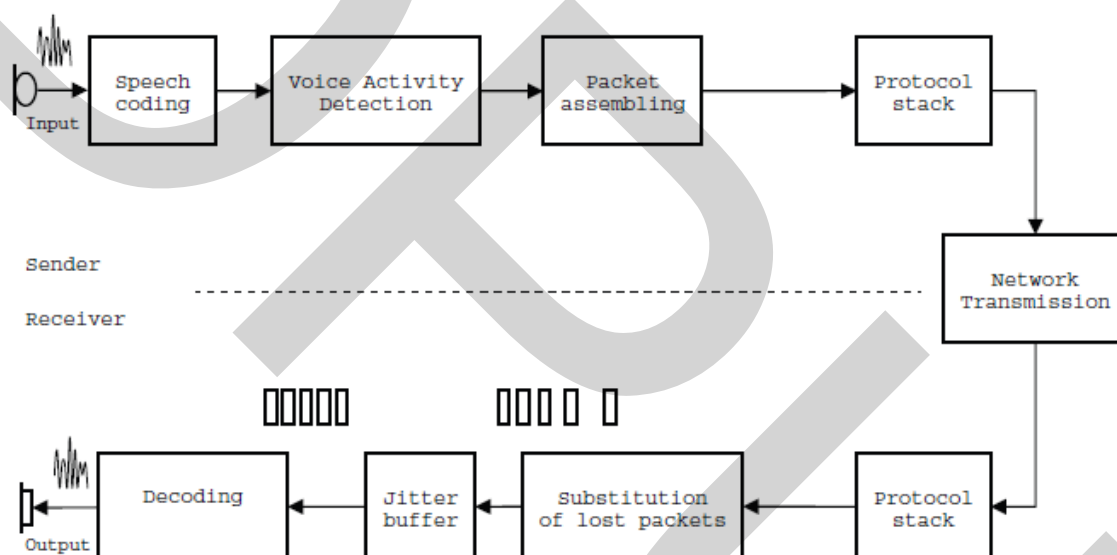 Speech
coding
Voice Activity
Detection
Packet
assembling
Protocol
stack
Input
Sender
Network
Transmission
Receiver
Decoding
Jitter
buffer
Substitution
of lost packets
Protocol
stack
Output